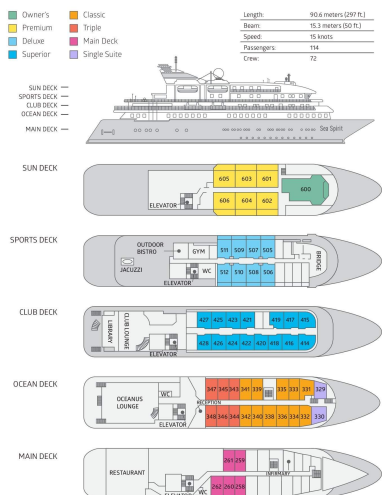 Owner's Classic
Premium Triple
Deluxe Main Deck
Superior Single Suite
Length: 90.6 meters (297 ft.)
Beam: 15.3 meters (50 ft.)
Speed: 15 knots
Passengers: 114
Crew: 72
SUN DECK
SPORTS DECK
CLUB DECK
OCEAN DECK
MAIN DECK
Sea Spirit
SUN DECK
605 603 601
600
606 604 602
ELEVATOR
SPORTS DECK
OUTDOOR
BISTRO
GYM
511 509 507 505
BRIDGE
JACUZZI
WC
512 510 508 506
ELEVATOR
CLUB DECK
LIBRARY
CLUB LOUNGE
427 425 423 421 419 417 415
428 426 424 422 420 418 416 414
ELEVATOR
OCEAN DECK
OCEANUS
LOUNGE
WC
347 345 343 341 339 335 333 331 329
RECEPTION
348 346 344 342 340 338 336 334 332 330
ELEVATOR
MAIN DECK
RESTAURANT
261 259
INFIRMARY
262 260 258
WC
ELEVATOR